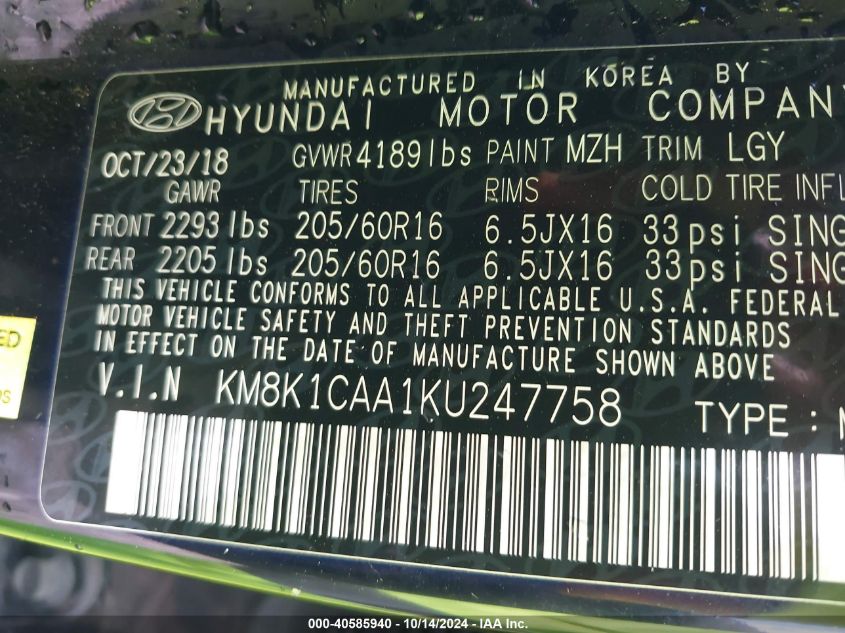 MANUFACTURED IN KOREA BY
HYUNDAI MOTOR COMPANY
OCT/23/18 GVWR 4189 lbs PAINT MZH TRIM LGY
GAWR TIRES RIMS COLD TIRE INFL
FRONT 2293 lbs 205/60R16 6.5JX16 33psi SING
REAR 2205 lbs 205/60R16 6.5JX16 33psi SING
THIS VEHICLE CONFORMS TO ALL APPLICABLE U.S.A. FEDERAL
MOTOR VEHICLE SAFETY AND THEFT PREVENTION STANDARDS
IN EFFECT ON THE DATE OF MANUFACTURE SHOWN ABOVE
V.I.N KM8K1CAA1KU247758
TYPE :
000-40585940 - 10/14/2024 - IAA Inc.